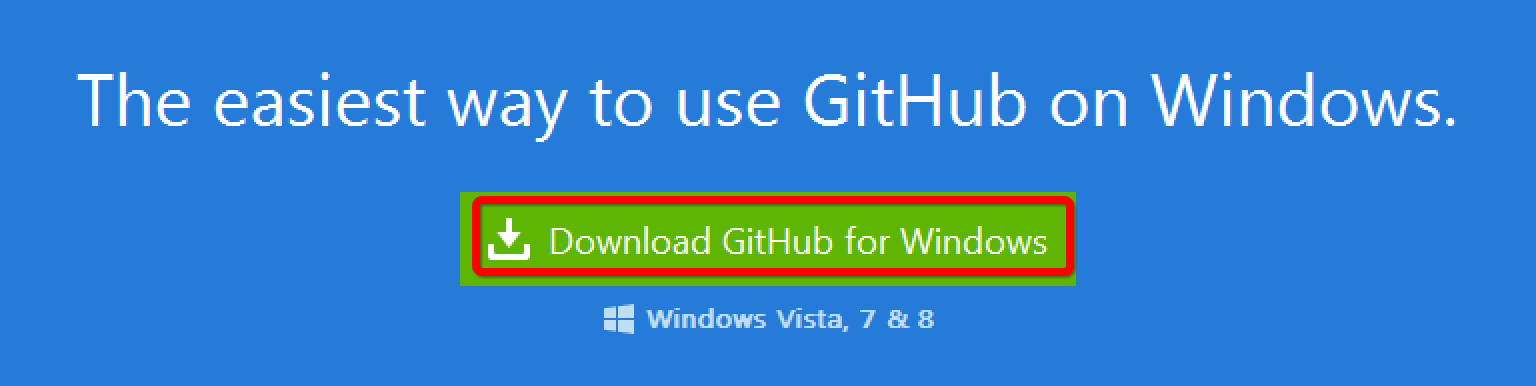 The easiest way to use GitHub on Windows.
Download GitHub for Windows
Windows Vista, 7 & 8